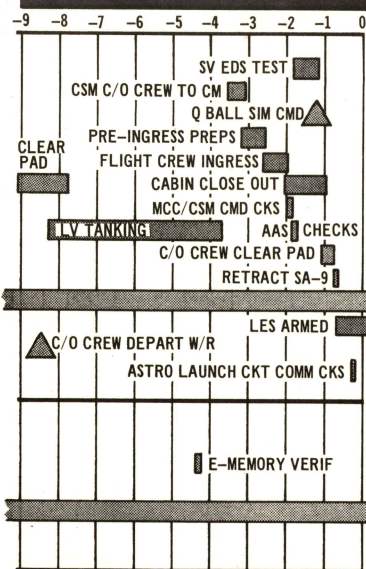 -9 -8 -7 -6 -5 -4 -3 -2 -1 0
SV EDS TEST
CSM C/O CREW TO CM
Q BALL SIM CMD
PRE-INGRESS PREPS
CLEAR
PAD
FLIGHT CREW INGRESS
CABIN CLOSE OUT
MCC/CSM CMD CKS
LV TANKING
AAS CHECKS
C/O CREW CLEAR PAD
RETRACT SA-9
LES ARMED
C/O CREW DEPART W/R
ASTRO LAUNCH CKT COMM CKS
E-MEMORY VERIF